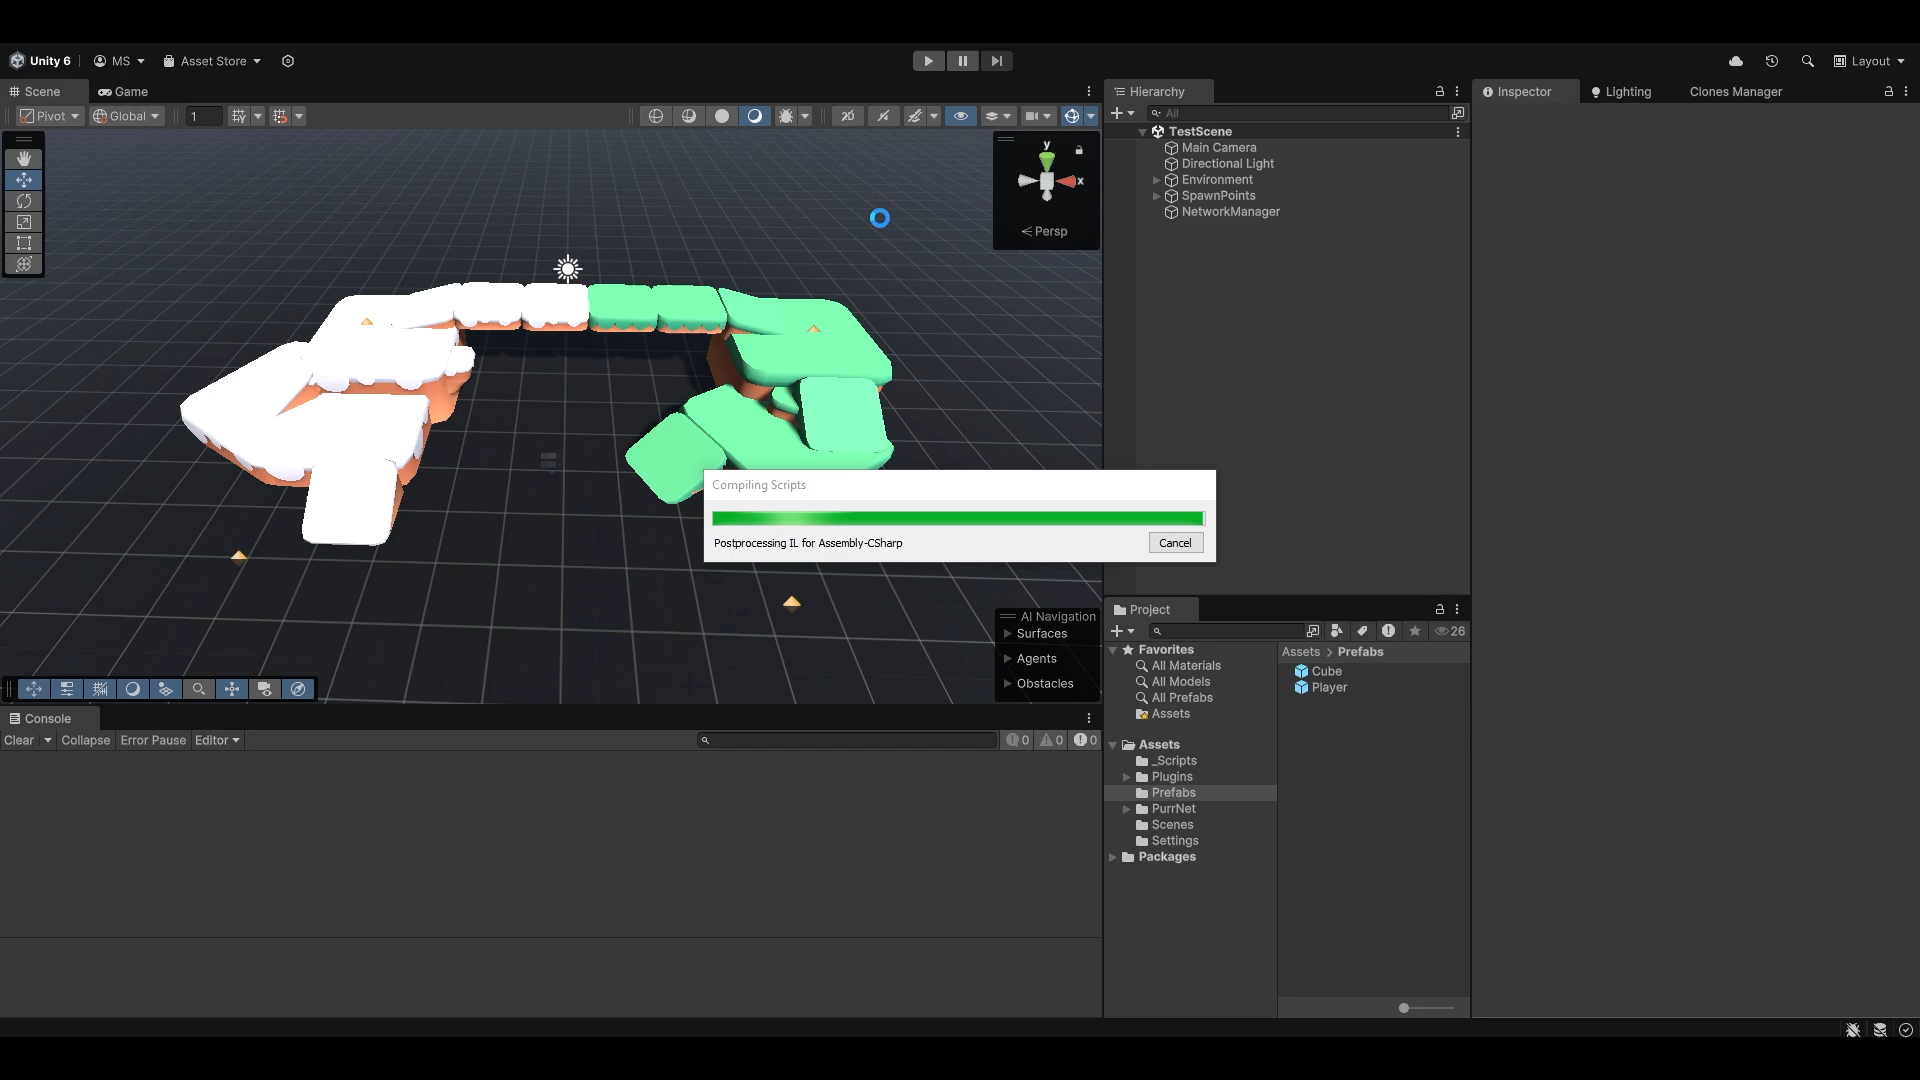 Unity 6
MS
Asset Store
Layout
Scene
Game
Pivot
Global
1
2D
y
x
Persp
AI Navigation
Surfaces
Agents
Obstacles
Compiling Scripts
Postprocessing IL for Assembly-CSharp
Cancel
Console
Clear
Collapse
Error Pause
Editor
0
0
0
Hierarchy
All
TestScene
Main Camera
Directional Light
Environment
SpawnPoints
NetworkManager
Project
26
Favorites
All Materials
All Models
All Prefabs
Assets
Assets
_Scripts
Plugins
Prefabs
PurrNet
Scenes
Settings
Packages
Assets > Prefabs
Cube
Player
Inspector
Lighting
Clones Manager